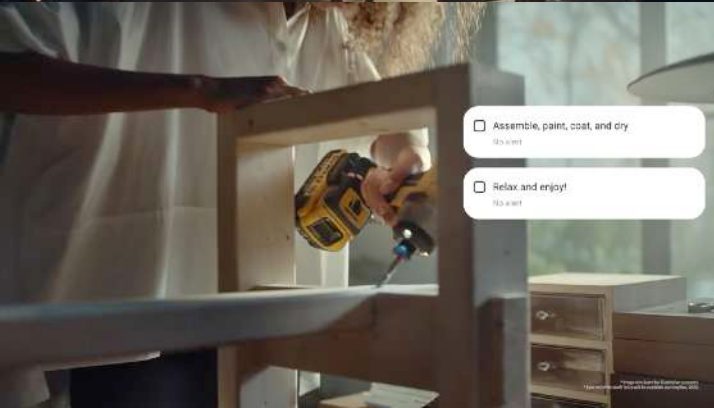 Assemble, paint, coat, and dry
No alert
Relax and enjoy!
No alert